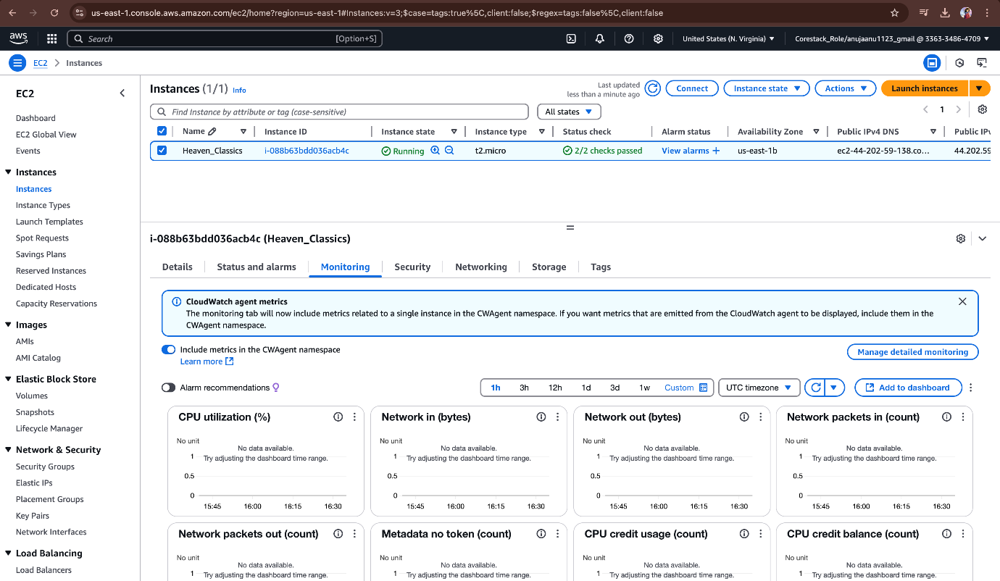 us-east-1.console.aws.amazon.com/ec2/home?region=us-east-1#Instances:v=3;$case=tags:true%5C,client:false;$regex=tags:false%5C,client:false
aws
Search
[Option+S]
United States (N. Virginia)
Corestack_Role/anujaanu1123_gmail @ 3363-3486-4709
EC2
Instances
EC2
Dashboard
EC2 Global View
Events
Instances
Instances
Instance Types
Launch Templates
Spot Requests
Savings Plans
Reserved Instances
Dedicated Hosts
Capacity Reservations
Images
AMIs
AMI Catalog
Elastic Block Store
Volumes
Snapshots
Lifecycle Manager
Network & Security
Security Groups
Elastic IPs
Placement Groups
Key Pairs
Network Interfaces
Load Balancing
Load Balancers
Instances (1/1) Info
Last updated
less than a minute ago
Connect
Instance state
Actions
Launch instances
Find Instance by attribute or tag (case-sensitive)
All states
1
Name
Instance ID
Instance state
Instance type
Status check
Alarm status
Availability Zone
Public IPv4 DNS
Public IPv
Heaven_Classics
i-088b63bdd036acb4c
Running
t2.micro
2/2 checks passed
View alarms +
us-east-1b
ec2-44-202-59-138.co...
44.202.59
i-088b63bdd036acb4c (Heaven_Classics)
Details
Status and alarms
Monitoring
Security
Networking
Storage
Tags
CloudWatch agent metrics
The monitoring tab will now include metrics related to a single instance in the CWAgent namespace. If you want metrics that are emitted from the CloudWatch agent to be displayed, include them in the
CWAgent namespace.
Include metrics in the CWAgent namespace
Learn more
Manage detailed monitoring
Alarm recommendations
1h
3h
12h
1d
3d
1w
Custom
UTC timezone
Add to dashboard
CPU utilization (%)
No unit
No data available.
Try adjusting the dashboard time range.
1
0.5
0
15:45
16:00
16:15
16:30
Network in (bytes)
No unit
No data available.
Try adjusting the dashboard time range.
1
0.5
0
15:45
16:00
16:15
16:30
Network out (bytes)
No unit
No data available.
Try adjusting the dashboard time range.
1
0.5
0
15:45
16:00
16:15
16:30
Network packets in (count)
No unit
No data available.
Try adjusting the dashboard time range.
1
0.5
0
15:45
16:00
16:15
16:30
Network packets out (count)
No unit
No data available.
Try adjusting the dashboard time range.
1
Metadata no token (count)
No unit
No data available.
Try adjusting the dashboard time range.
1
CPU credit usage (count)
No unit
No data available.
Try adjusting the dashboard time range.
1
CPU credit balance (count)
No unit
No data available.
Try adjusting the dashboard time range.
1